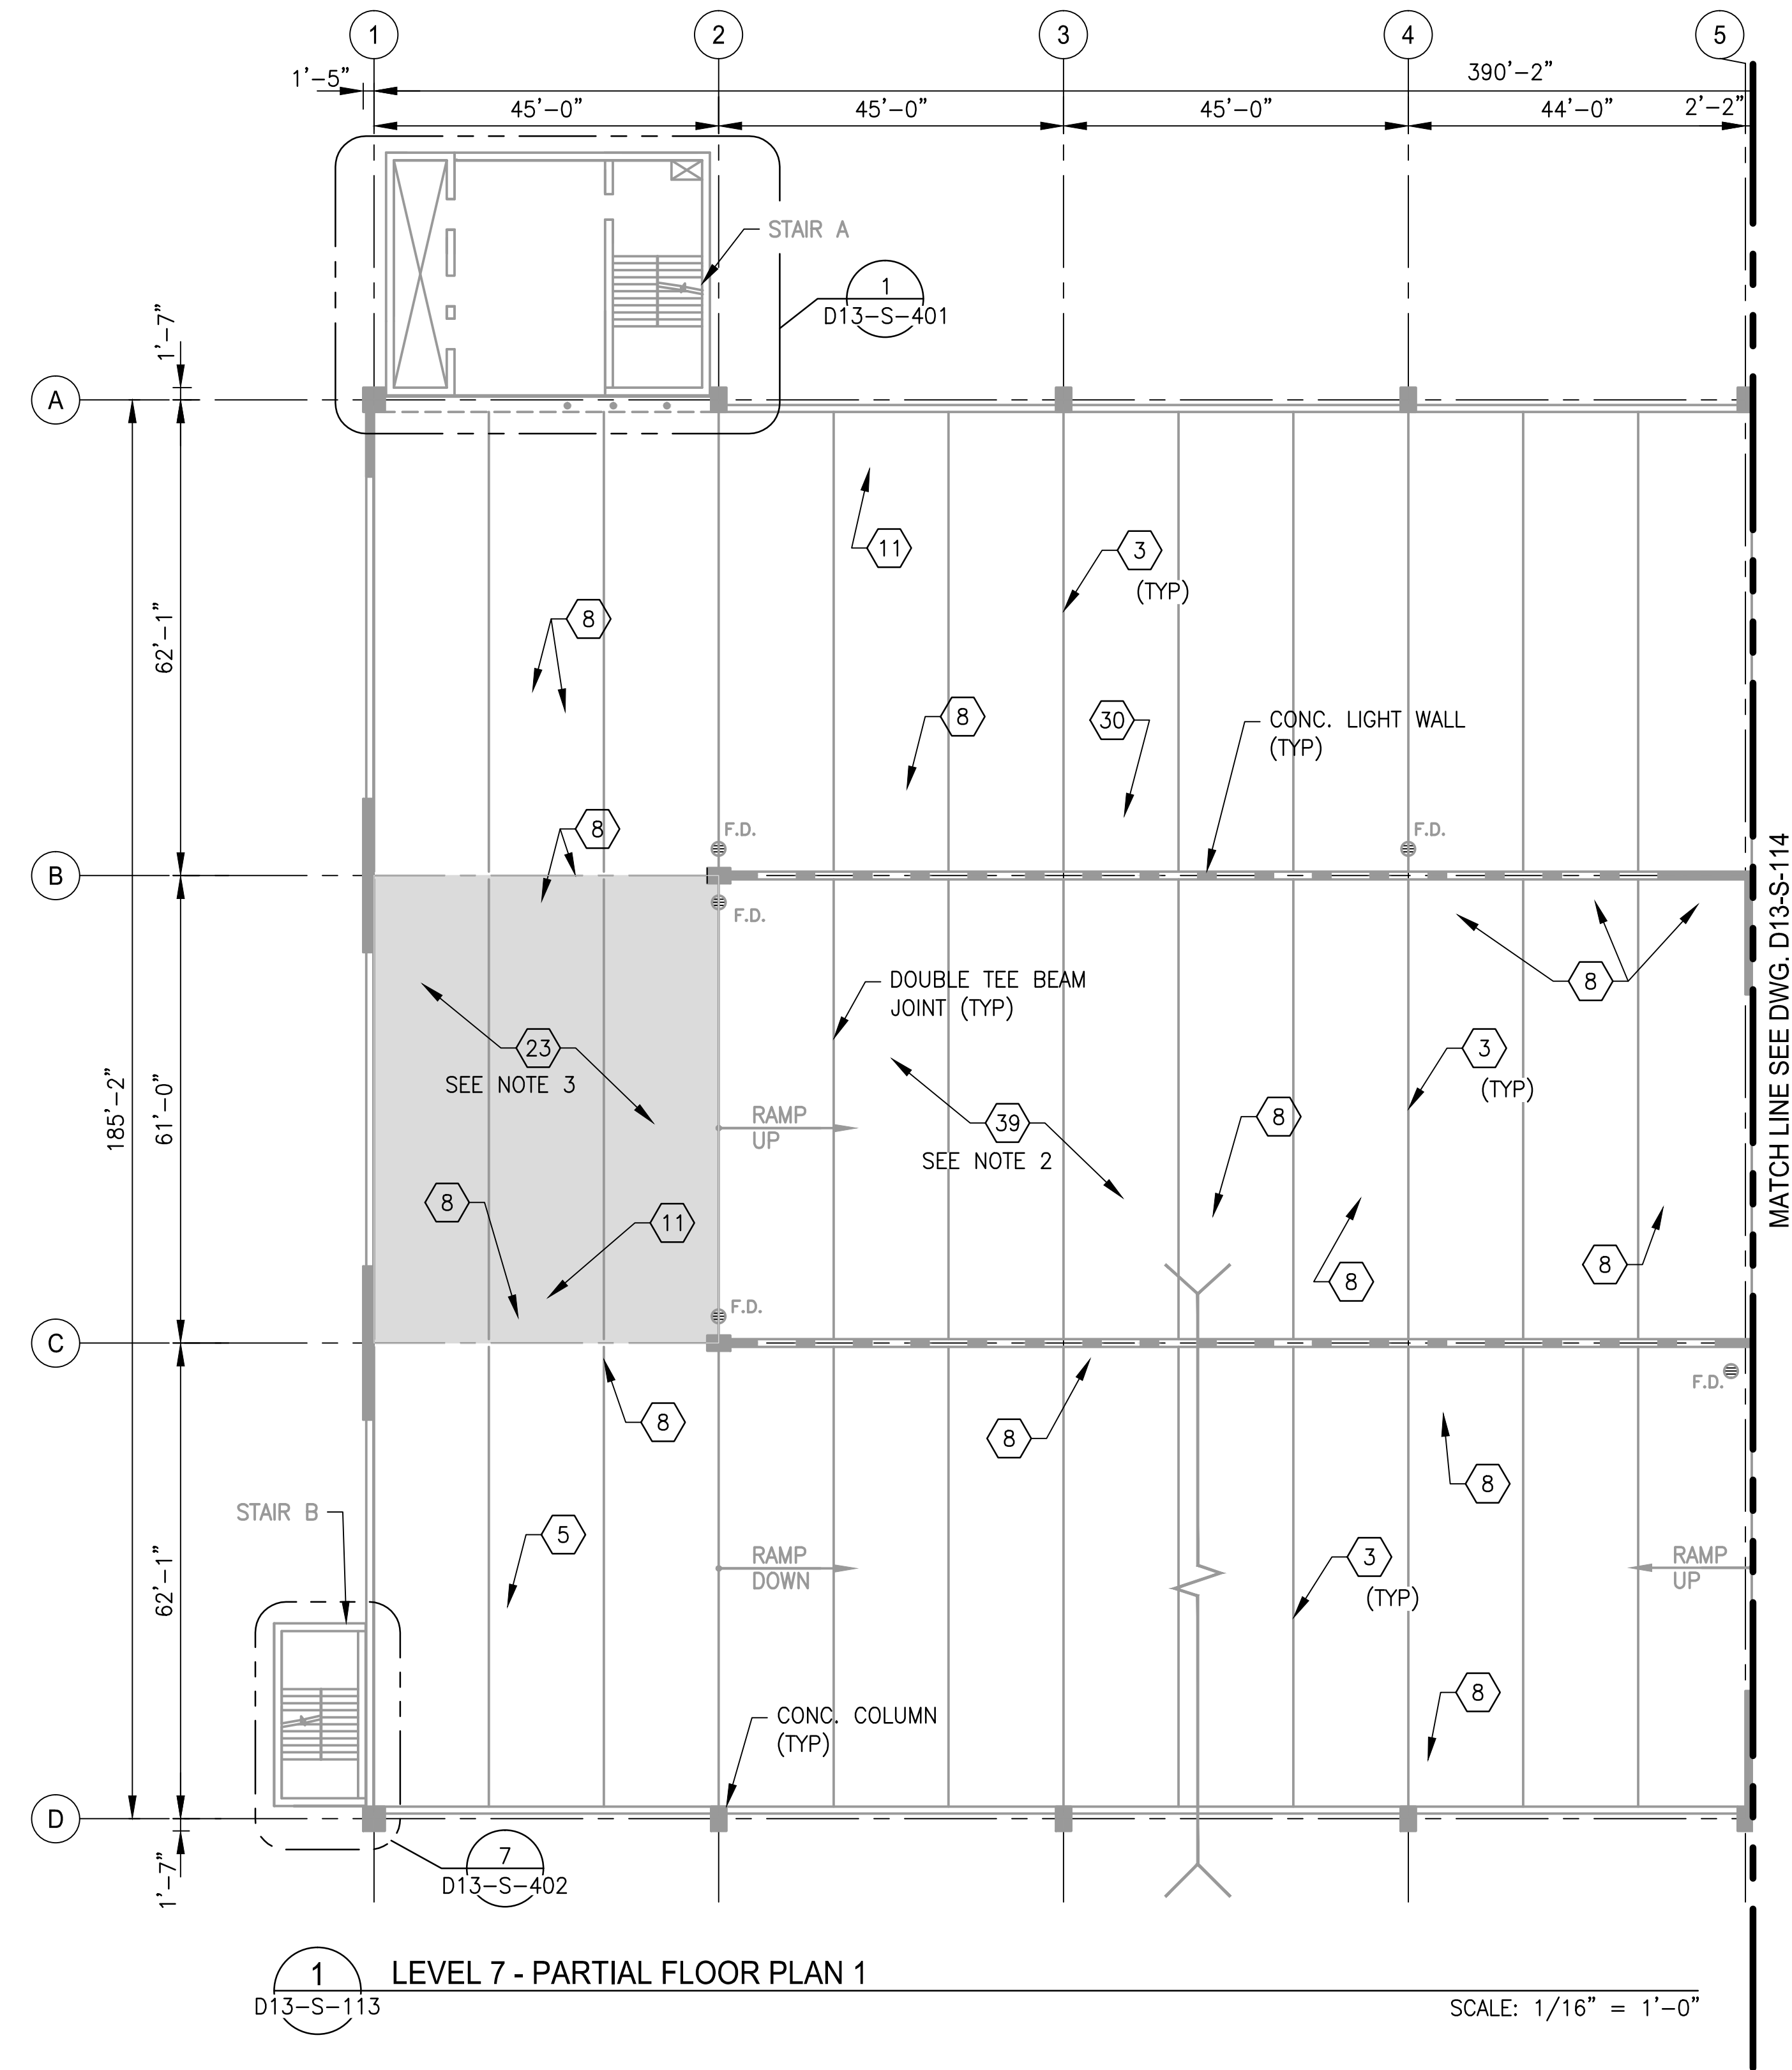 1
2
3
4
5
1'-5"
390'-2"
45'-0"
45'-0"
45'-0"
44'-0"
2'-2"
STAIR A
1
D13-S-401
1'-7"
A
11
3
(TYP)
8
62'-1"
8
30
CONC. LIGHT WALL
(TYP)
8
F.D.
F.D.
B
F.D.
MATCH LINE SEE DWG. D13-S-114
8
DOUBLE TEE BEAM
JOINT (TYP)
23
SEE NOTE 3
3
(TYP)
185'-2"
61'-0"
RAMP
UP
39
SEE NOTE 2
8
8
11
8
8
F.D.
C
F.D.
8
8
8
STAIR B
5
RAMP
DOWN
3
(TYP)
RAMP
UP
62'-1"
8
CONC. COLUMN
(TYP)
D
1'-7"
7
D13-S-402
1
D13-S-113
LEVEL 7 - PARTIAL FLOOR PLAN 1
SCALE: 1/16" = 1'-0"